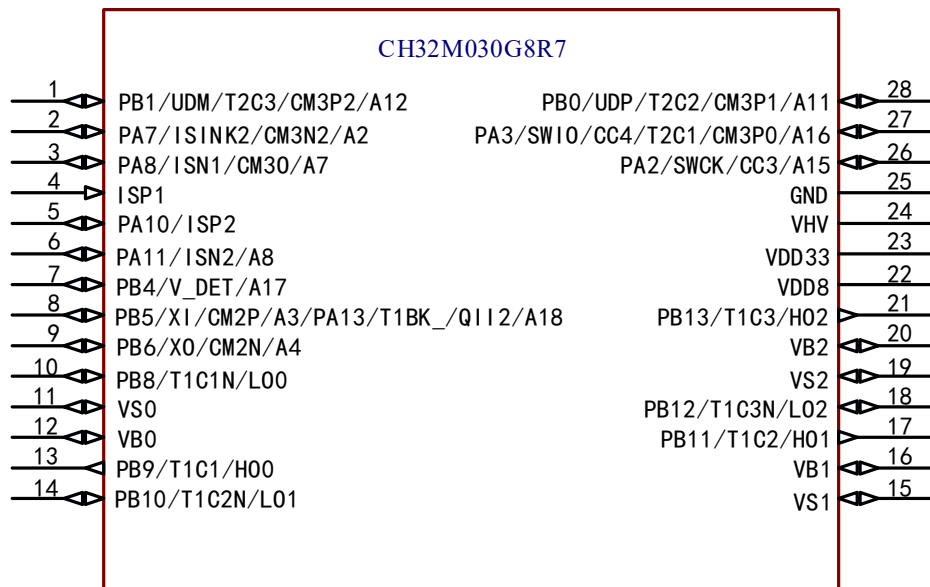 CH32M030G8R7
1 PB1/UDM/T2C3/CM3P2/A12 PB0/UDP/T2C2/CM3P1/A11 28
2 PA7/ISINK2/CM3N2/A2 PA3/SWIO/CC4/T2C1/CM3P0/A16 27
3 PA8/ISN1/CM3O/A7 PA2/SWCK/CC3/A15 26
4 ISP1 GND 25
5 PA10/ISP2 VHV 24
6 PA11/ISN2/A8 VDD33 23
7 PB4/V_DET/A17 VDD8 22
8 PB5/XI/CM2P/A3/PA13/T1BK_/QII2/A18 PB13/T1C3/HO2 21
9 PB6/XO/CM2N/A4 VB2 20
10 PB8/T1C1N/LO0 VS2 19
11 VS0 PB12/T1C3N/LO2 18
12 VB0 PB11/T1C2/HO1 17
13 PB9/T1C1/HO0 VB1 16
14 PB10/T1C2N/LO1 VS1 15